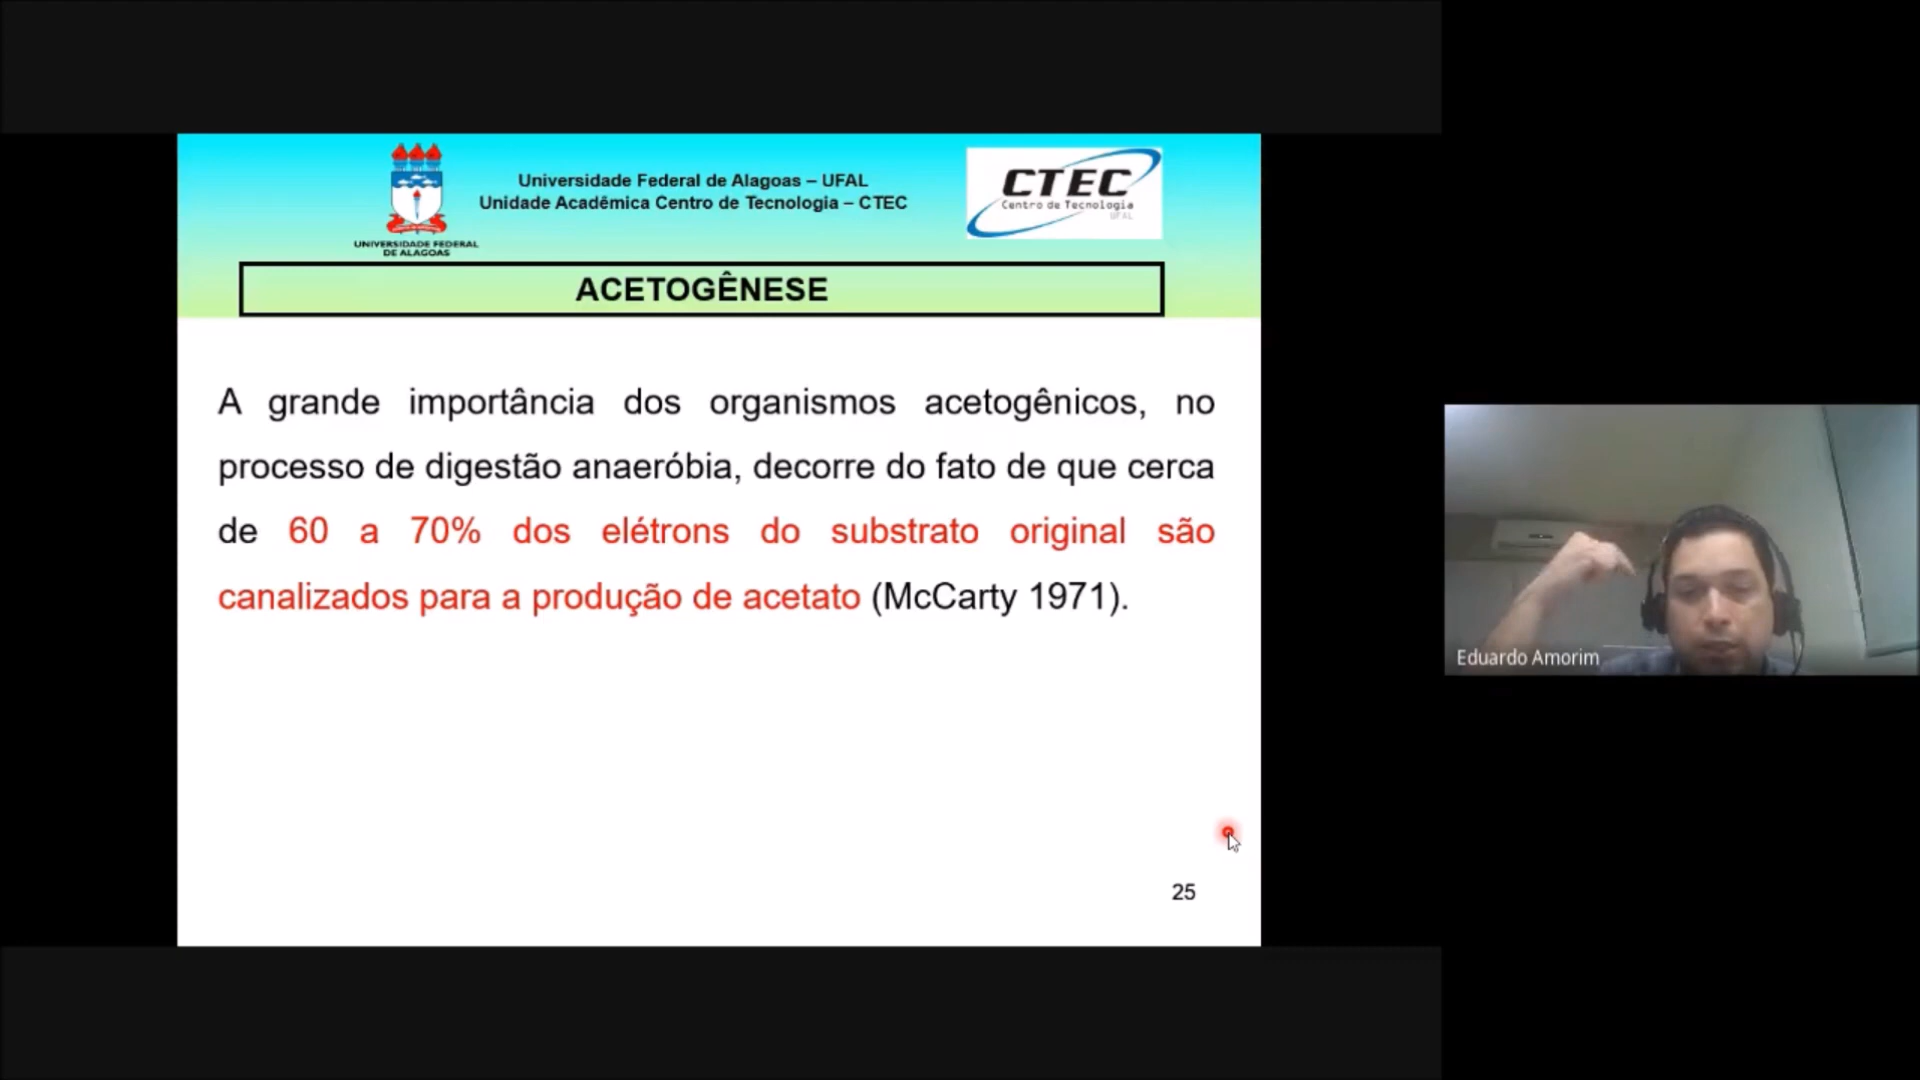 Universidade Federal de Alagoas – UFAL
Unidade Acadêmica Centro de Tecnologia – CTEC
UNIVERSIDADE FEDERAL
DE ALAGOAS
CTEC
Centro de Tecnologia
UFAL
ACETOGÊNESE
A grande importância dos organismos acetogênicos, no
processo de digestão anaeróbia, decorre do fato de que cerca
de 60 a 70% dos elétrons do substrato original são
canalizados para a produção de acetato (McCarty 1971).
25
Eduardo Amorim